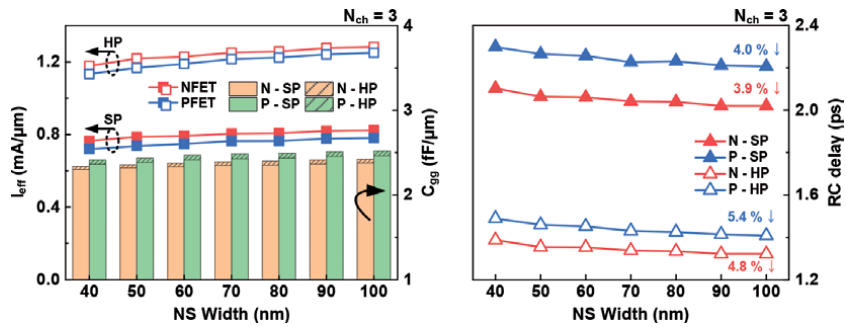 N_ch = 3
I_eff (mA/μm)
1.2
0.8
0.4
0.0
HP
NFET
PFET
N - SP
N - HP
P - SP
P - HP
SP
4
3
2
1
C_gg (fF/μm)
40 50 60 70 80 90 100
NS Width (nm)
N_ch = 3
4.0 % ↓
3.9 % ↓
N - SP
P - SP
N - HP
P - HP
5.4 % ↓
4.8 % ↓
2.4
2.0
1.6
1.2
RC delay (ps)
40 50 60 70 80 90 100
NS Width (nm)